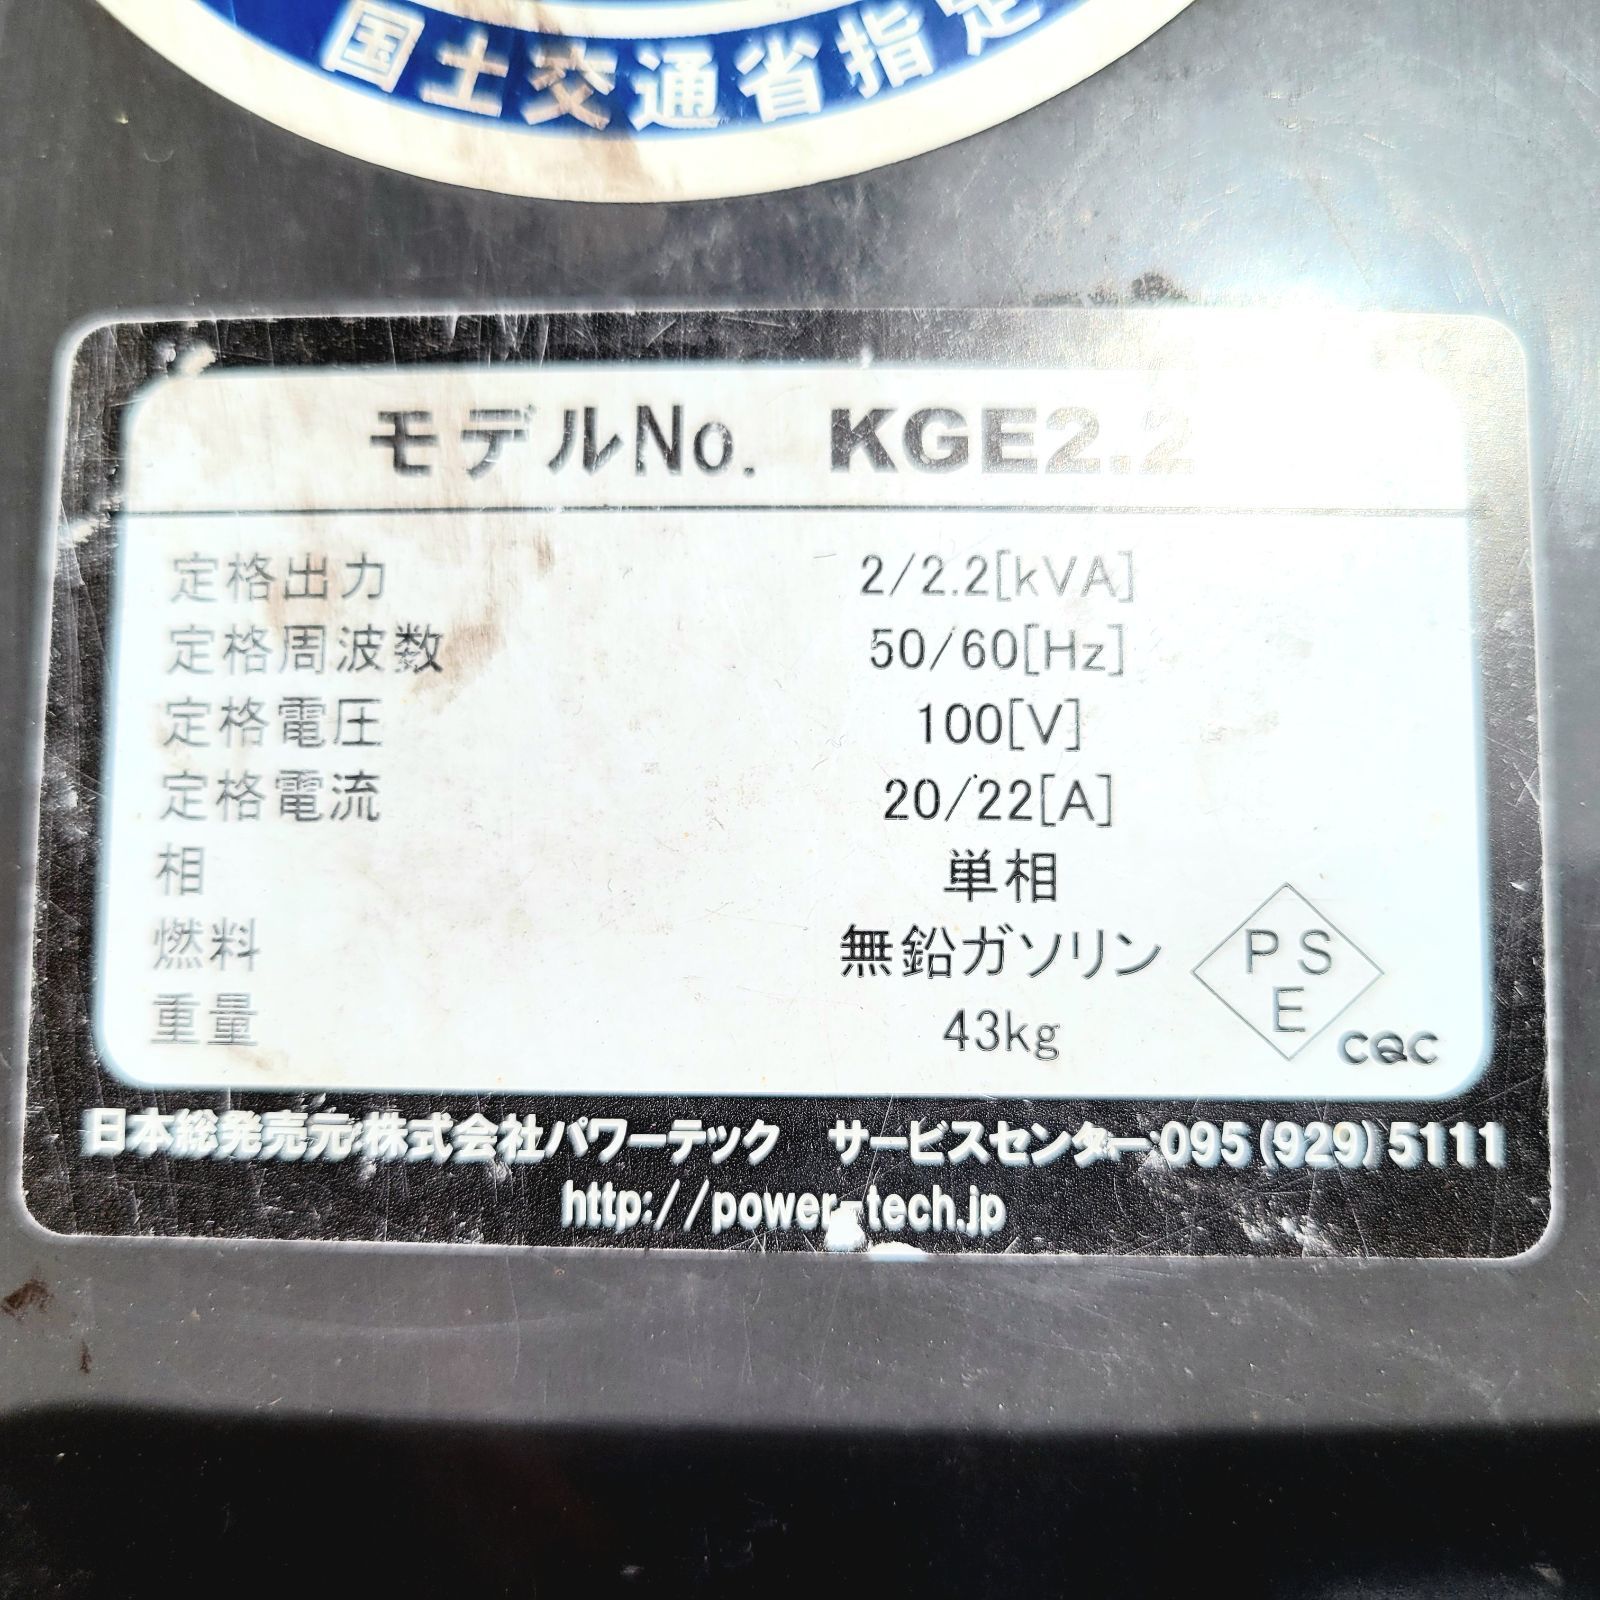 国土交通省指定
モデルNo. KGE2.2
定格出力 2/2.2[kVA]
定格周波数 50/60[Hz]
定格電圧 100[V]
定格電流 20/22[A]
相 単相
燃料 無鉛ガソリン
重量 43kg
PS
E
CQC
日本総発売元:株式会社パワーテック サービスセンター:095(929)5111
http://power-tech.jp